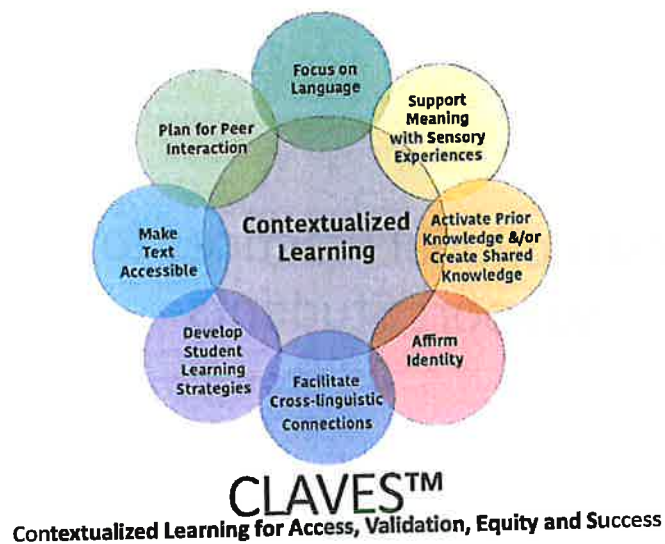 Focus on
Language
Support
Meaning
with Sensory
Experiences
Activate Prior
Knowledge &/or
Create Shared
Knowledge
Affirm
Identity
Facilitate
Cross-linguistic
Connections
Develop
Student
Learning
Strategies
Make
Text
Accessible
Plan for Peer
Interaction
Contextualized
Learning
CLAVES™
Contextualized Learning for Access, Validation, Equity and Success